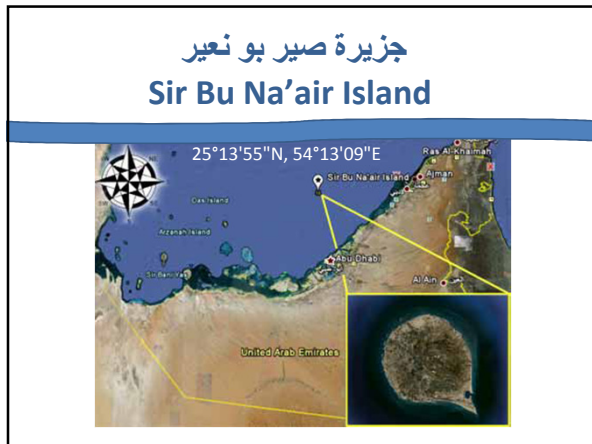 جزيرة صير بو نعير
Sir Bu Na’air Island
25°13'55"N, 54°13'09"E
Ras Al-Khaimah
Sir Bu Na'air Island
Ajman
Das Island
Arzanah Island
Abu Dhabi
Sir Bani Yas
Al Ain
United Arab Emirates